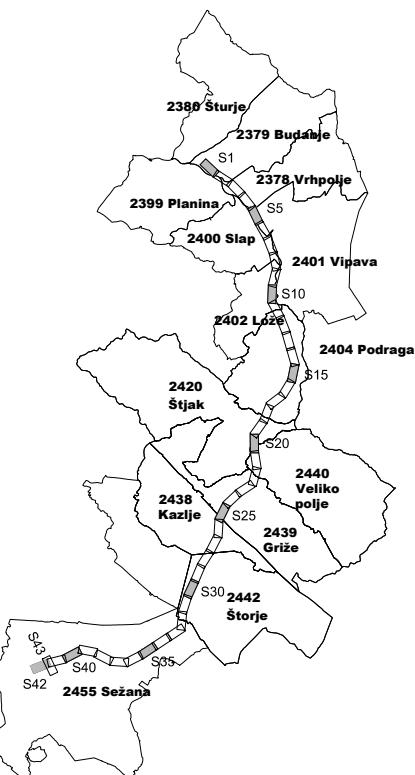 2380 Šturje
2379 Budanje
S1
2378 Vrhpolje
2399 Planina
S5
2400 Slap
2401 Vipava
S10
2402 Lože
2404 Podraga
S15
2420
Štjak
S20
2440
Veliko
polje
2438
Kazlje
S25
2439
Griže
S30
2442
Štorje
S43
S35
S40
S42
2455 Sežana